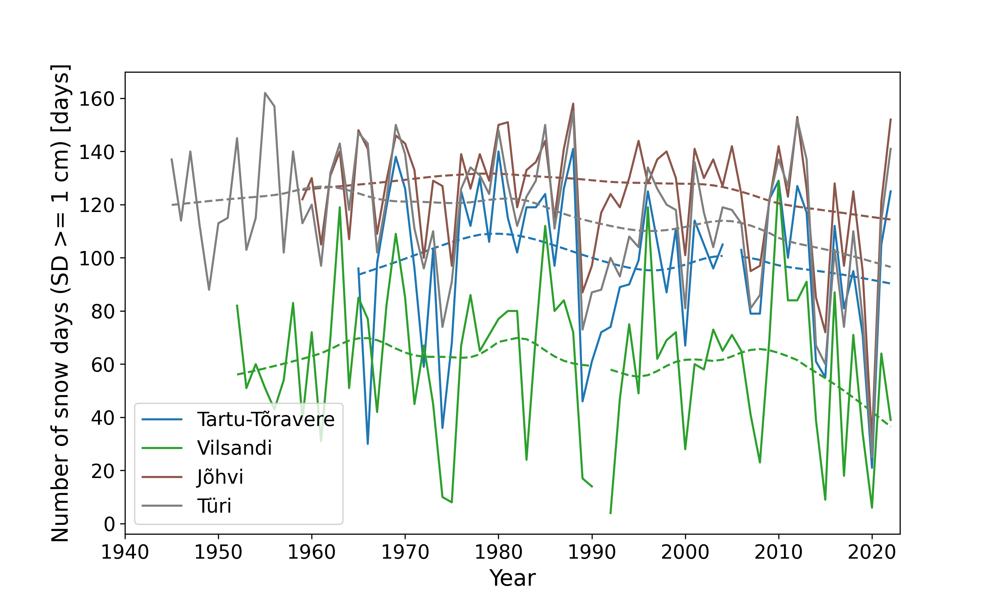 Number of snow days (SD >= 1 cm) [days]
160
140
120
100
80
60
40
20
0
Tartu-Tõravere
Vilsandi
Jõhvi
Türi
1940 1950 1960 1970 1980 1990 2000 2010 2020
Year